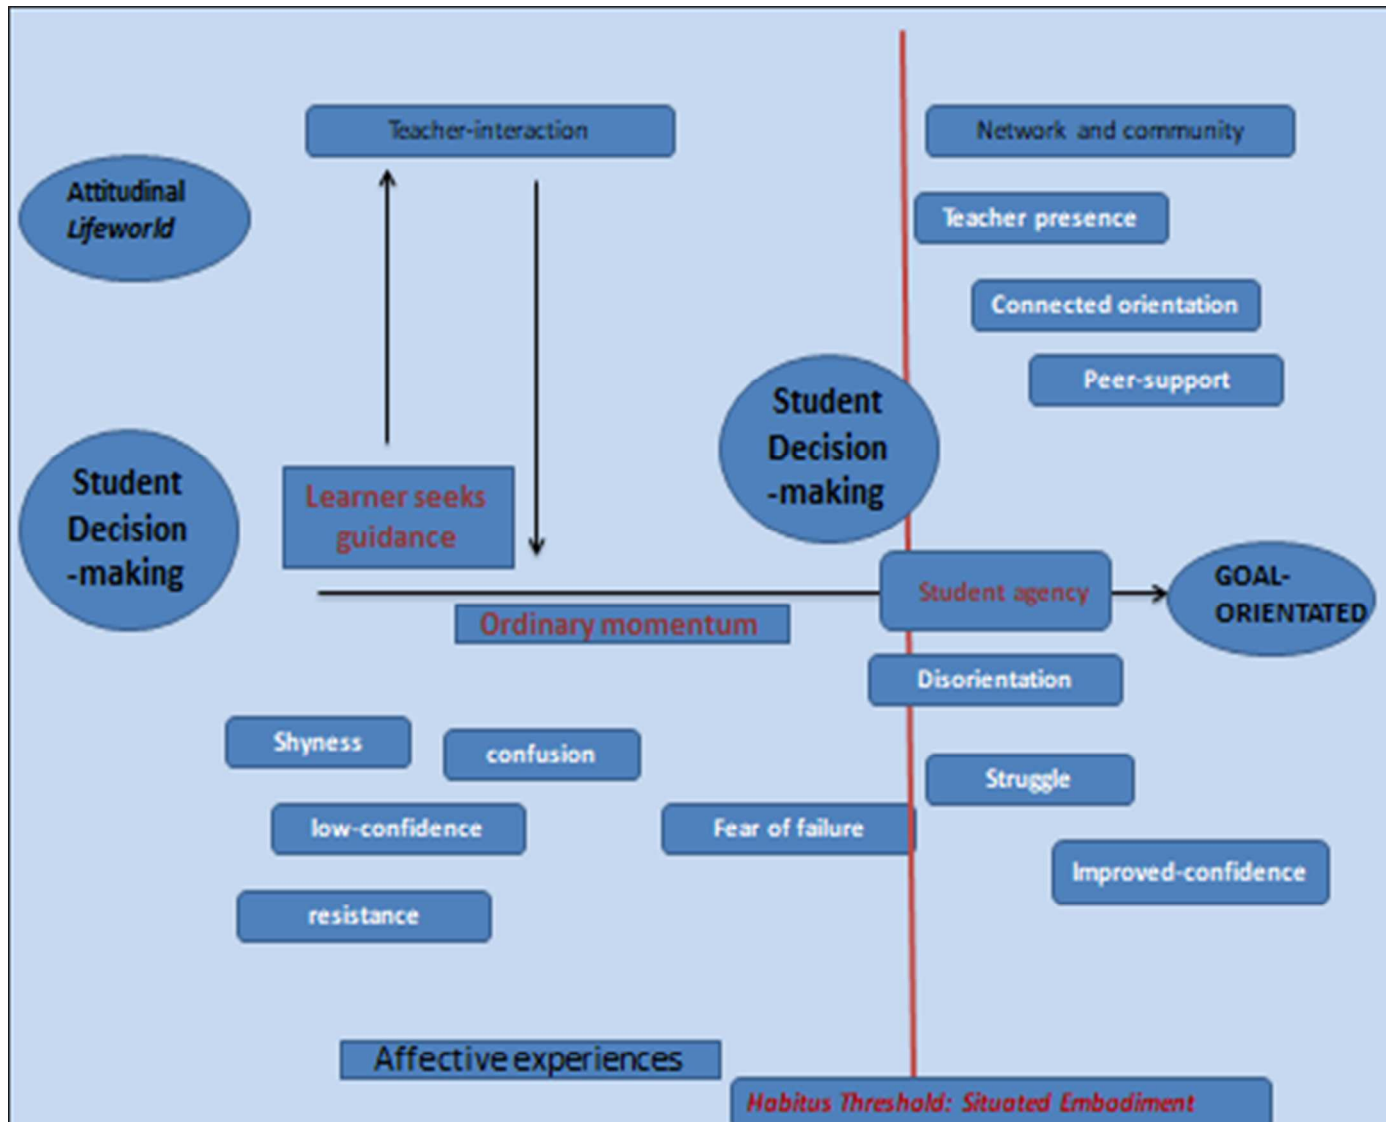 Teacher-interaction
Network and community
Attitudinal
Lifeworld
Teacher presence
Connected orientation
Peer-support
Student
Decision
-making
Student
Decision
-making
Learner seeks
guidance
Student agency
GOAL-
ORIENTATED
Ordinary momentum
Disorientation
Shyness
confusion
Struggle
low-confidence
Fear of failure
Improved-confidence
resistance
Affective experiences
Habitus Threshold: Situated Embodiment